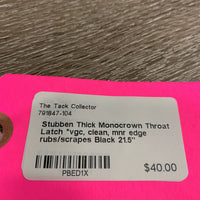 The Tack Collector
791847-104
Stubben Thick Monocrown Throat
Latch *vgc, clean, mnr edge
rubs/scrapes Black 21.5"
PBED1X
$40.00